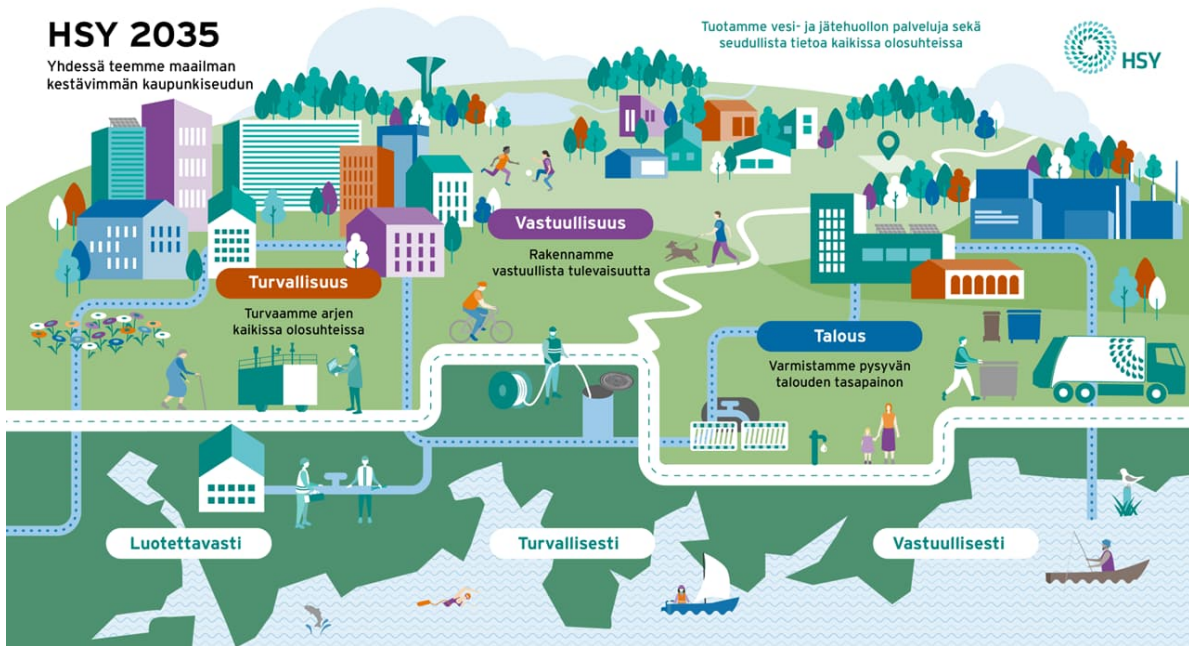 HSY 2035
Yhdessä teemme maailman
kestävimmän kaupunkiseudun
Tuotamme vesi- ja jätehuollon palveluja sekä
seudullista tietoa kaikissa olosuhteissa
HSY
Vastuullisuus
Rakennamme
vastuullista tulevaisuutta
Turvallisuus
Turvaamme arjen
kaikissa olosuhteissa
Talous
Varmistamme pysyvän
talouden tasapainon
Luotettavasti
Turvallisesti
Vastuullisesti